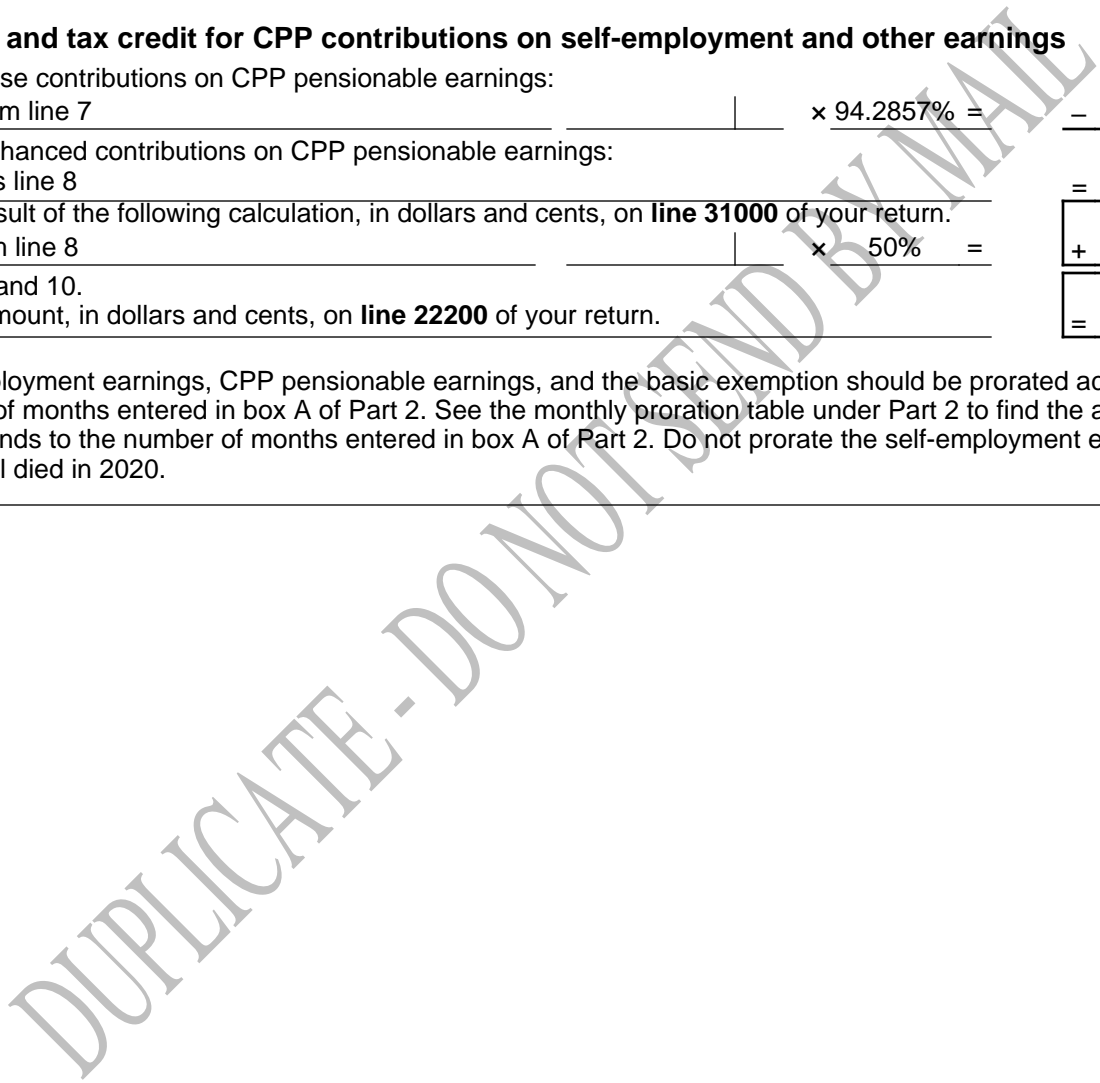 and tax credit for CPP contributions on self-employment and other earnings
se contributions on CPP pensionable earnings:
m line 7 × 94.2857% = –
hanced contributions on CPP pensionable earnings:
s line 8 =
sult of the following calculation, in dollars and cents, on line 31000 of your return.
n line 8 × 50% = +
and 10.
mount, in dollars and cents, on line 22200 of your return. =
ployment earnings, CPP pensionable earnings, and the basic exemption should be prorated ac
of months entered in box A of Part 2. See the monthly proration table under Part 2 to find the a
nds to the number of months entered in box A of Part 2. Do not prorate the self-employment e
l died in 2020.
DUPLICATE - DO NOT SEND BY MAIL